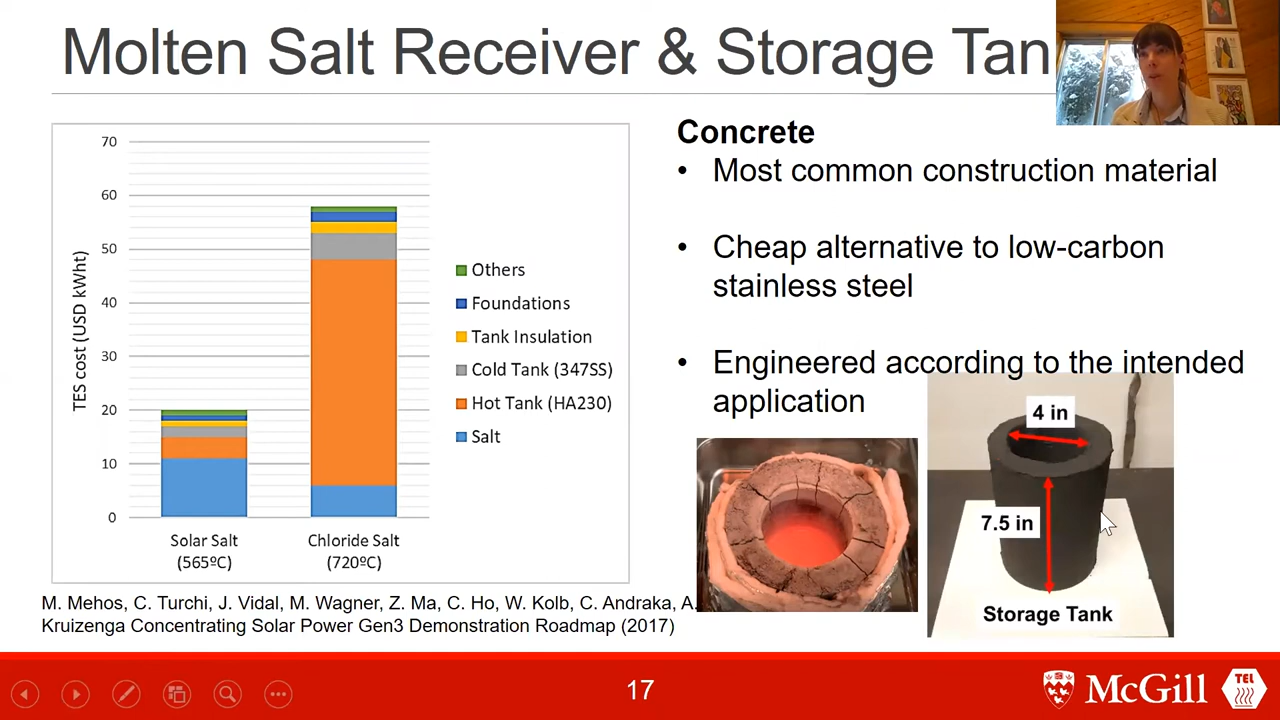 Molten Salt Receiver & Storage Tan
70
60
50
40
30
20
10
0
TES cost (USD kWht)
Others
Foundations
Tank Insulation
Cold Tank (347SS)
Hot Tank (HA230)
Salt
Solar Salt
(565ºC)
Chloride Salt
(720ºC)
M. Mehos, C. Turchi, J. Vidal, M. Wagner, Z. Ma, C. Ho, W. Kolb, C. Andraka, A.
Kruizenga Concentrating Solar Power Gen3 Demonstration Roadmap (2017)
Concrete
• Most common construction material
• Cheap alternative to low-carbon
stainless steel
• Engineered according to the intended
application
4 in
7.5 in
Storage Tank
17
McGill
TEL